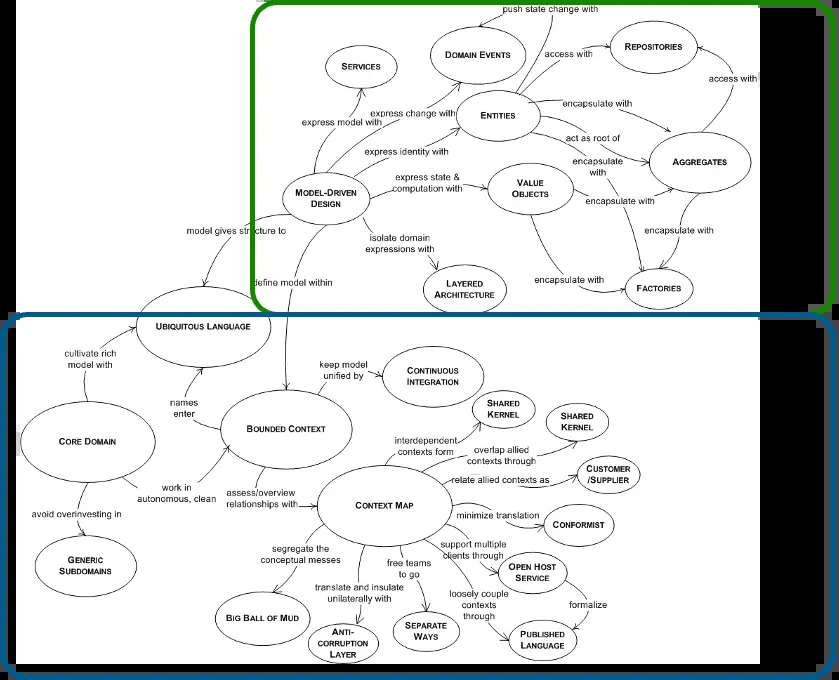 push state change with
DOMAIN EVENTS
REPOSITORIES
SERVICES
access with
access with
express change with
express model with
ENTITIES
encapsulate with
act as root of
express identity with
encapsulate
with
AGGREGATES
express state &
computation with
VALUE
OBJECTS
MODEL-DRIVEN
DESIGN
encapsulate with
model gives structure to
isolate domain
expressions with
encapsulate with
define model within
encapsulate with
LAYERED
ARCHITECTURE
FACTORIES
UBIQUITOUS LANGUAGE
cultivate rich
model with
keep model
unified by
CONTINUOUS
INTEGRATION
names
enter
SHARED
KERNEL
SHARED
KERNEL
CORE DOMAIN
BOUNDED CONTEXT
interdependent
contexts form
overlap allied
contexts through
work in
autonomous, clean
assess/overview
relationships with
relate allied contexts as
CUSTOMER
/SUPPLIER
CONTEXT MAP
avoid overinvesting in
minimize translation
CONFORMIST
GENERIC
SUBDOMAINS
segregate the
conceptual messes
free teams
to go
support multiple
clients through
OPEN HOST
SERVICE
translate and insulate
unilaterally with
loosely couple
contexts
through
formalize
BIG BALL OF MUD
ANTI-
CORRUPTION
LAYER
SEPARATE
WAYS
PUBLISHED
LANGUAGE